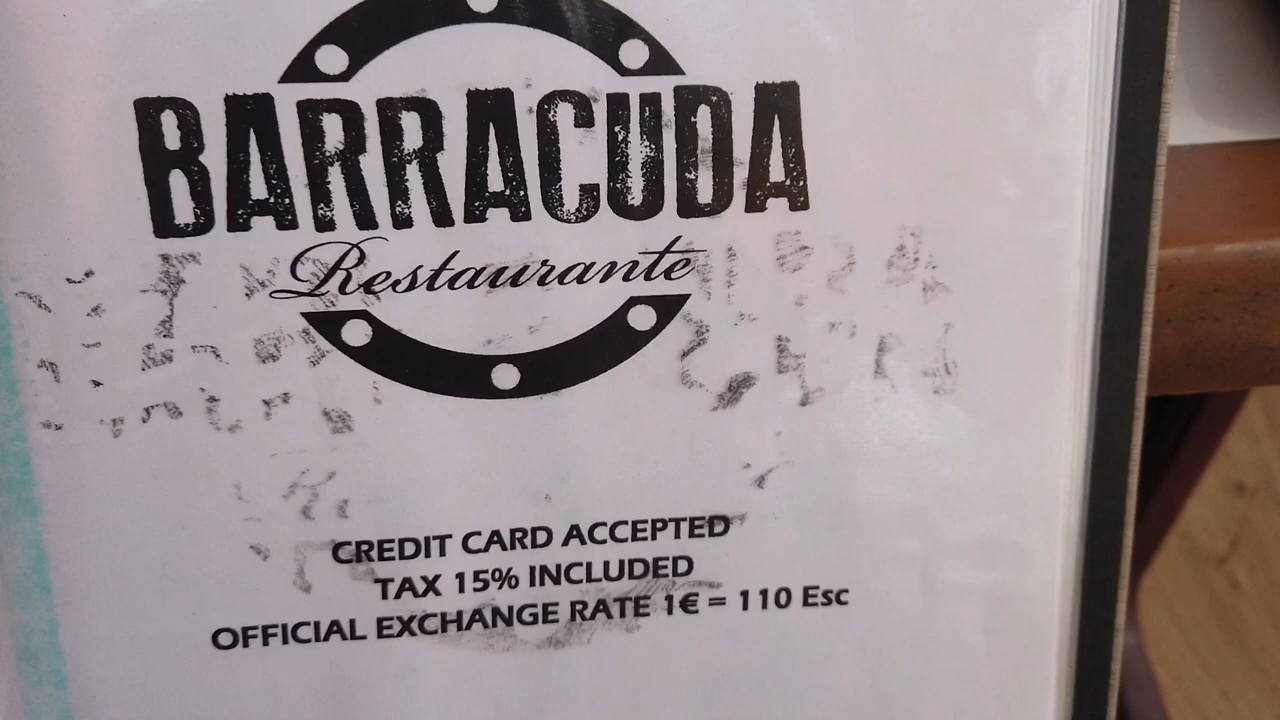 BARRACUDA
Restaurante
CREDIT CARD ACCEPTED
TAX 15% INCLUDED
OFFICIAL EXCHANGE RATE 1€ = 110 Esc